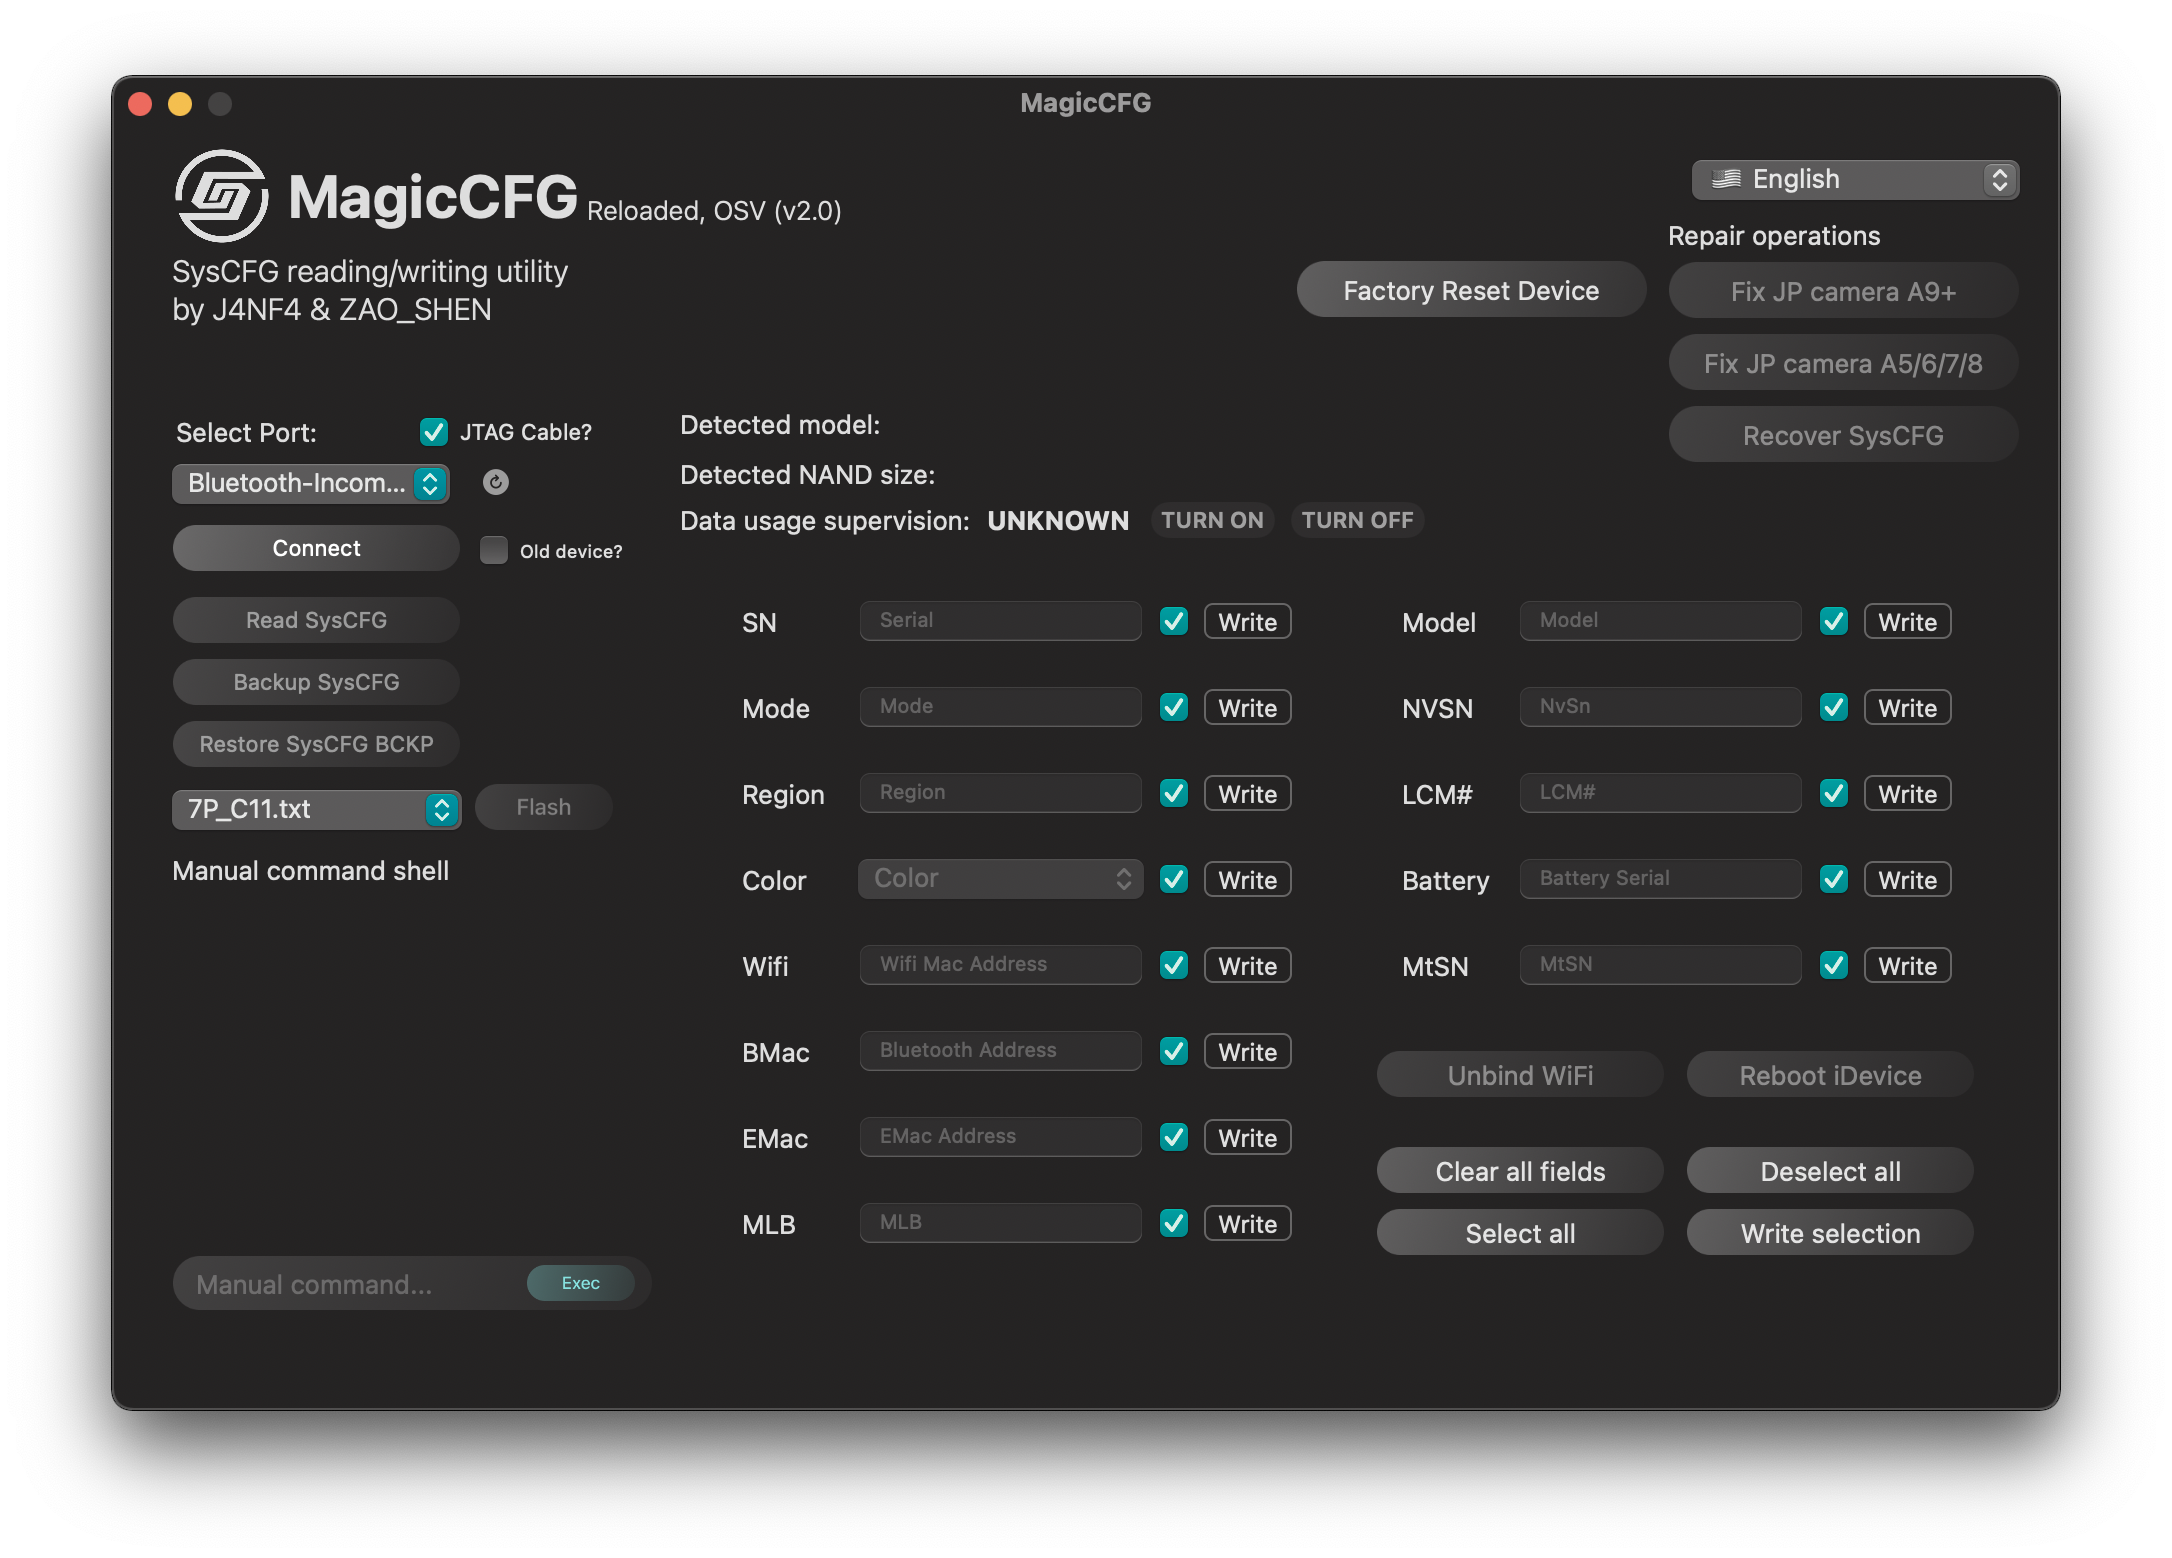 MagicCFG
MagicCFG Reloaded, OSV (v2.0)
SysCFG reading/writing utility
by J4NF4 & ZAO_SHEN
English
Repair operations
Factory Reset Device
Fix JP camera A9+
Fix JP camera A5/6/7/8
Recover SysCFG
Select Port:
JTAG Cable?
Bluetooth-Incom...
Connect
Old device?
Read SysCFG
Backup SysCFG
Restore SysCFG BCKP
7P_C11.txt
Flash
Manual command shell
Manual command...
Exec
Detected model:
Detected NAND size:
Data usage supervision: UNKNOWN TURN ON TURN OFF
SN Serial Write
Mode Mode Write
Region Region Write
Color Color Write
Wifi Wifi Mac Address Write
BMac Bluetooth Address Write
EMac EMac Address Write
MLB MLB Write
Model Model Write
NVSN NvSn Write
LCM# LCM# Write
Battery Battery Serial Write
MtSN MtSN Write
Unbind WiFi
Reboot iDevice
Clear all fields
Deselect all
Select all
Write selection